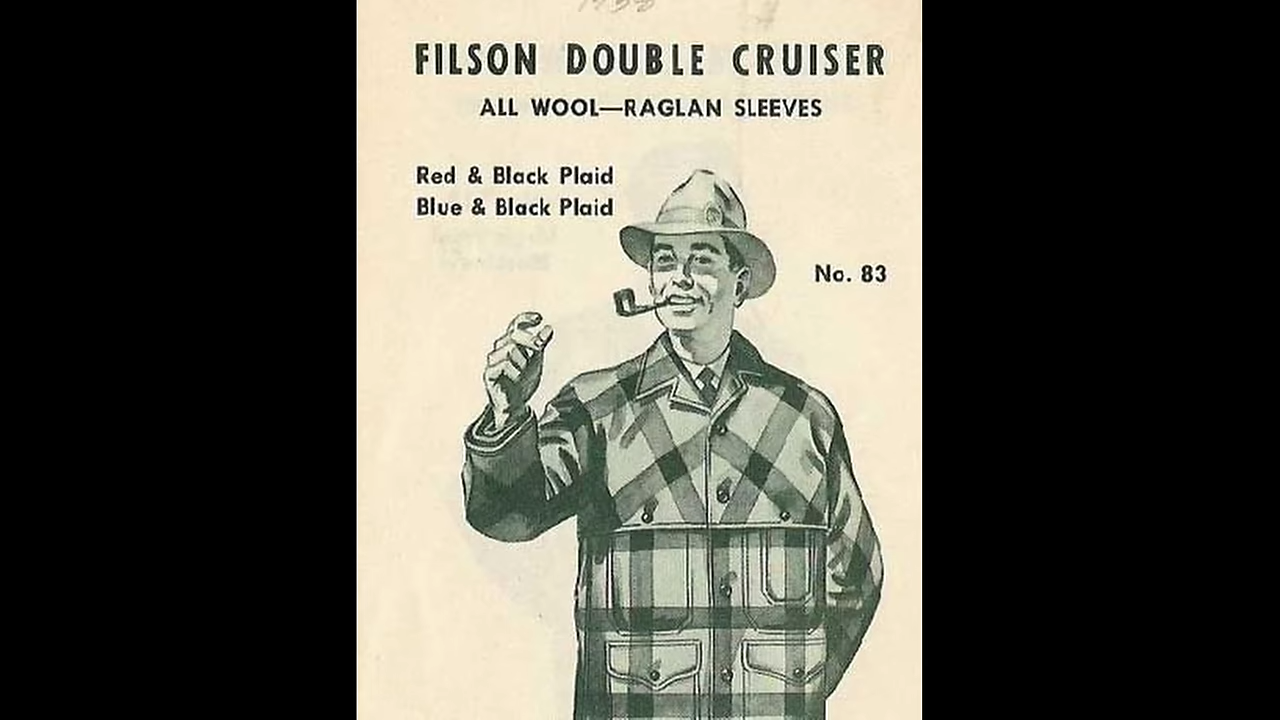 FILSON DOUBLE CRUISER
ALL WOOL—RAGLAN SLEEVES
Red & Black Plaid
Blue & Black Plaid
No. 83